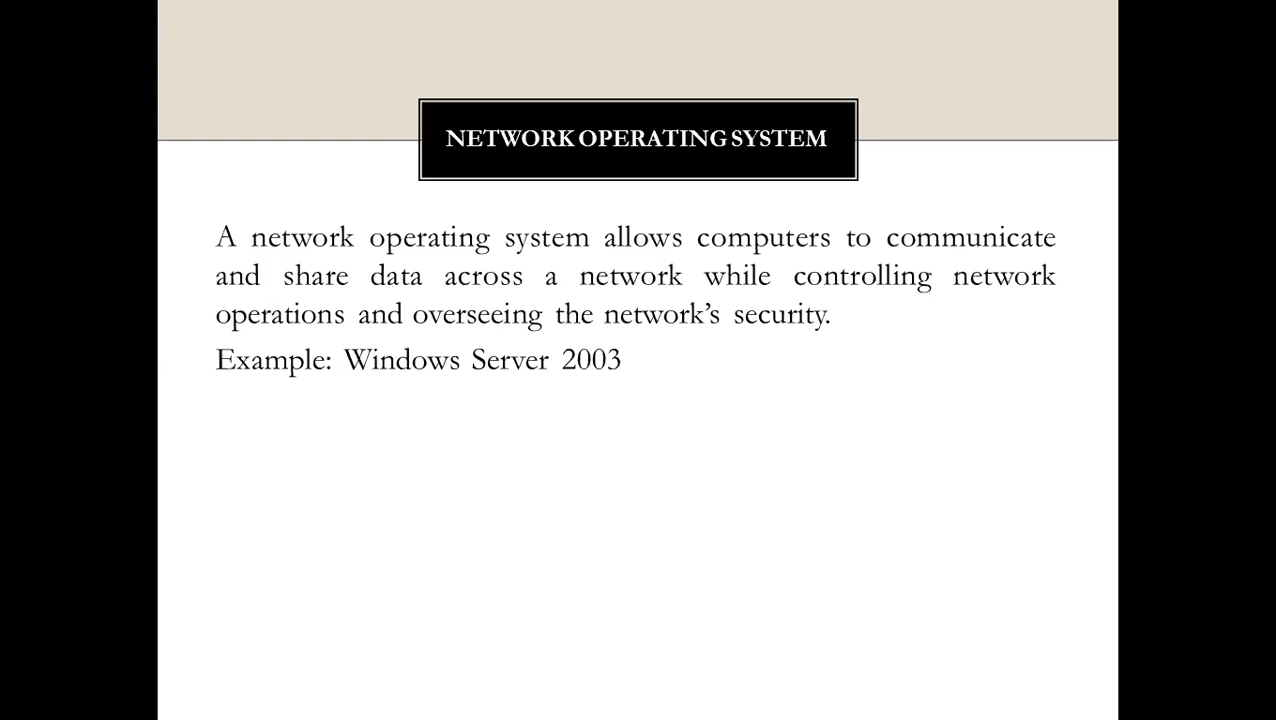 NETWORK OPERATING SYSTEM
A network operating system allows computers to communicate
and share data across a network while controlling network
operations and overseeing the network’s security.
Example: Windows Server 2003